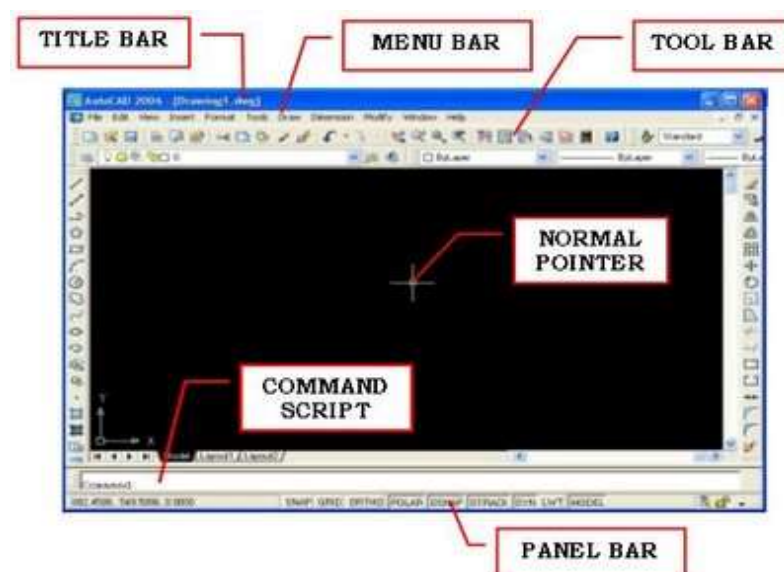 TITLE BAR
MENU BAR
TOOL BAR
AutoCAD 2004 - [Drawing1.dwg]
File Edit View Insert Format Tools Draw Dimension Modify Window Help
Standard
ByLayer ByLayer
NORMAL
POINTER
COMMAND
SCRIPT
Y
X
Model Layout1 Layout2
Command
SNAP GRID ORTHO POLAR OSNAP OTRACK DYN LWT MODEL
PANEL BAR